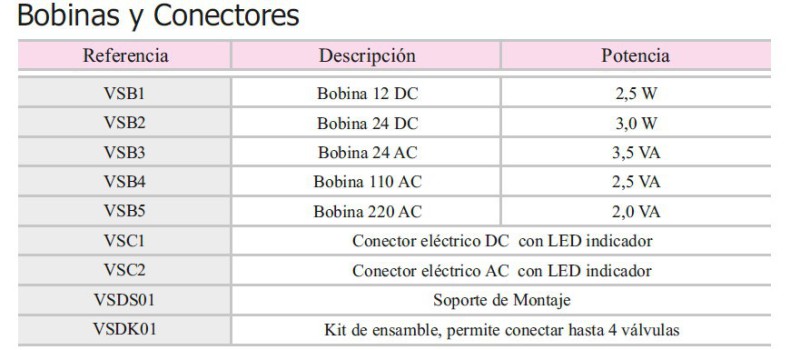 Bobinas y Conectores
Referencia Descripción Potencia
VSB1 Bobina 12 DC 2,5 W
VSB2 Bobina 24 DC 3,0 W
VSB3 Bobina 24 AC 3,5 VA
VSB4 Bobina 110 AC 2,5 VA
VSB5 Bobina 220 AC 2,0 VA
VSC1 Conector eléctrico DC con LED indicador
VSC2 Conector eléctrico AC con LED indicador
VSDS01 Soporte de Montaje
VSDK01 Kit de ensamble, permite conectar hasta 4 válvulas